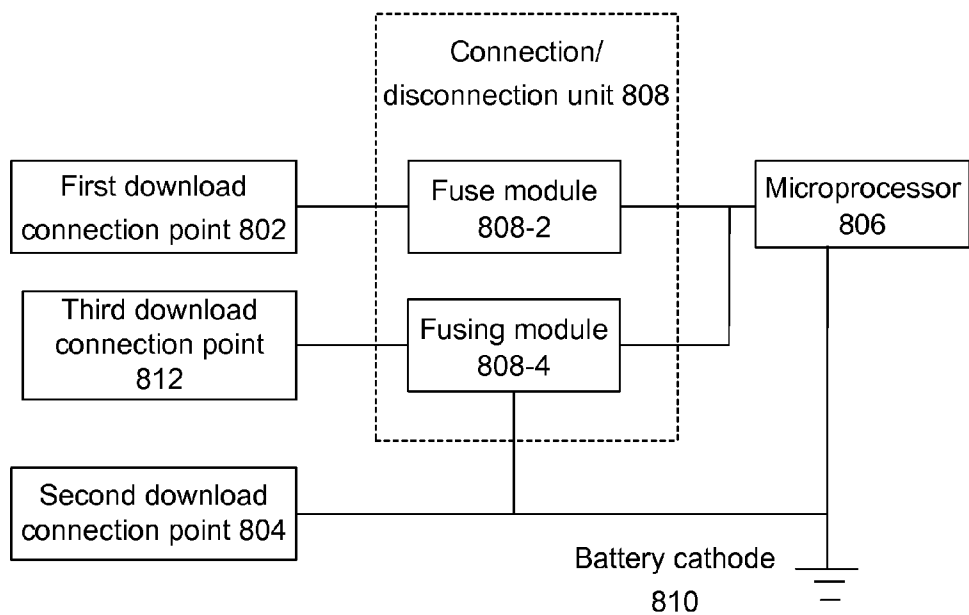 Connection/
disconnection unit 808
First download
connection point 802
Fuse module
808-2
Microprocessor
806
Third download
connection point
812
Fusing module
808-4
Second download
connection point 804
Battery cathode
810